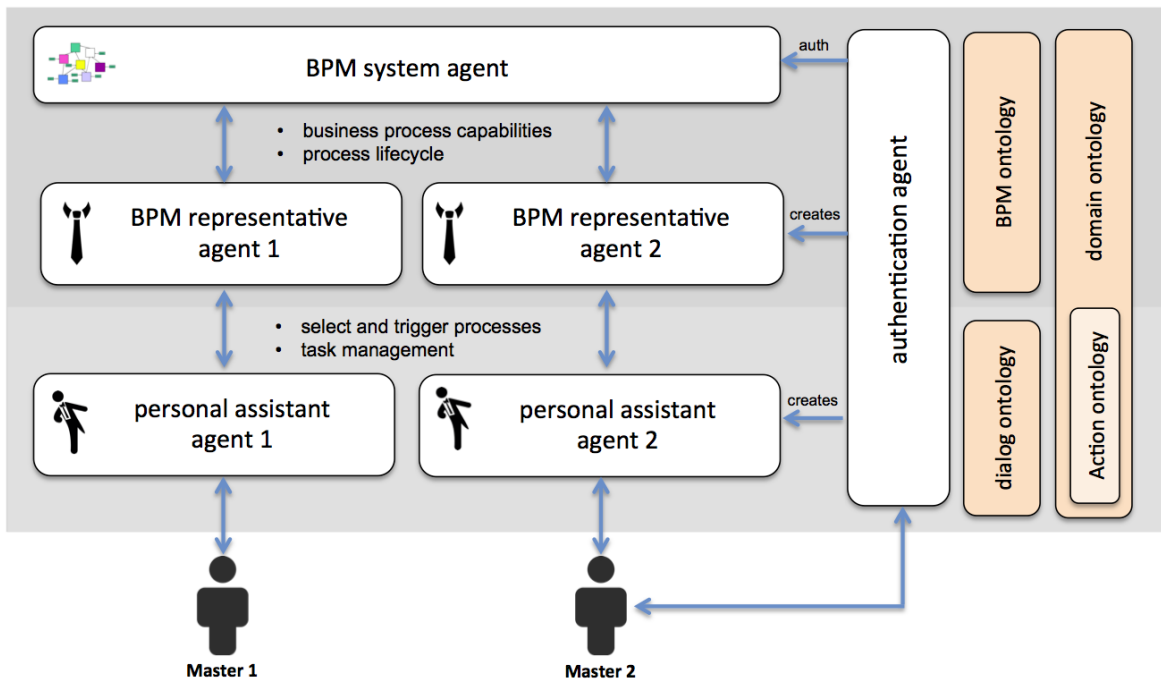 BPM system agent
auth
• business process capabilities
• process lifecycle
BPM representative
agent 1
BPM representative
agent 2
creates
• select and trigger processes
• task management
personal assistant
agent 1
personal assistant
agent 2
creates
authentication agent
BPM ontology
dialog ontology
domain ontology
Action ontology
Master 1
Master 2